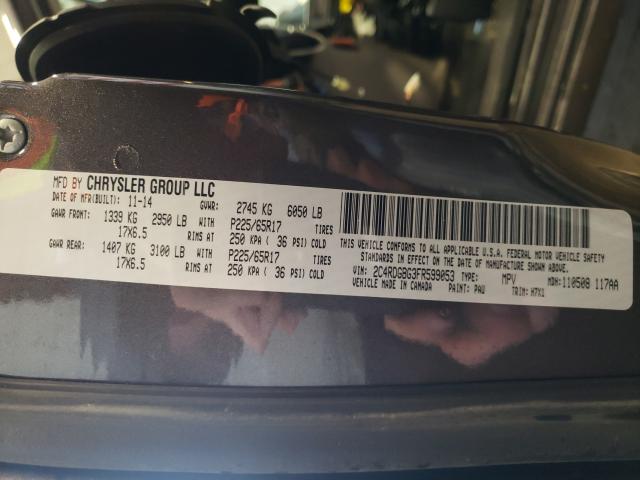 MFD BY CHRYSLER GROUP LLC
DATE OF MFR(BUILT): 11-14 GVWR: 2745 KG 6050 LB
GAWR FRONT: 1339 KG 2950 LB WITH P225/65R17 TIRES
17X6.5 RIMS AT 250 KPA ( 36 PSI) COLD
GAWR REAR: 1407 KG 3100 LB WITH P225/65R17 TIRES
17X6.5 RIMS AT 250 KPA ( 36 PSI) COLD
THIS VEHICLE CONFORMS TO ALL APPLICABLE U.S.A. FEDERAL MOTOR VEHICLE SAFETY
STANDARDS IN EFFECT ON THE DATE OF MANUFACTURE SHOWN ABOVE.
VIN: 2C4RDGBG3FR599053 TYPE: MPV MDH: 110508 117AA
VEHICLE MADE IN CANADA PAINT: PAU TRIM: H7X1